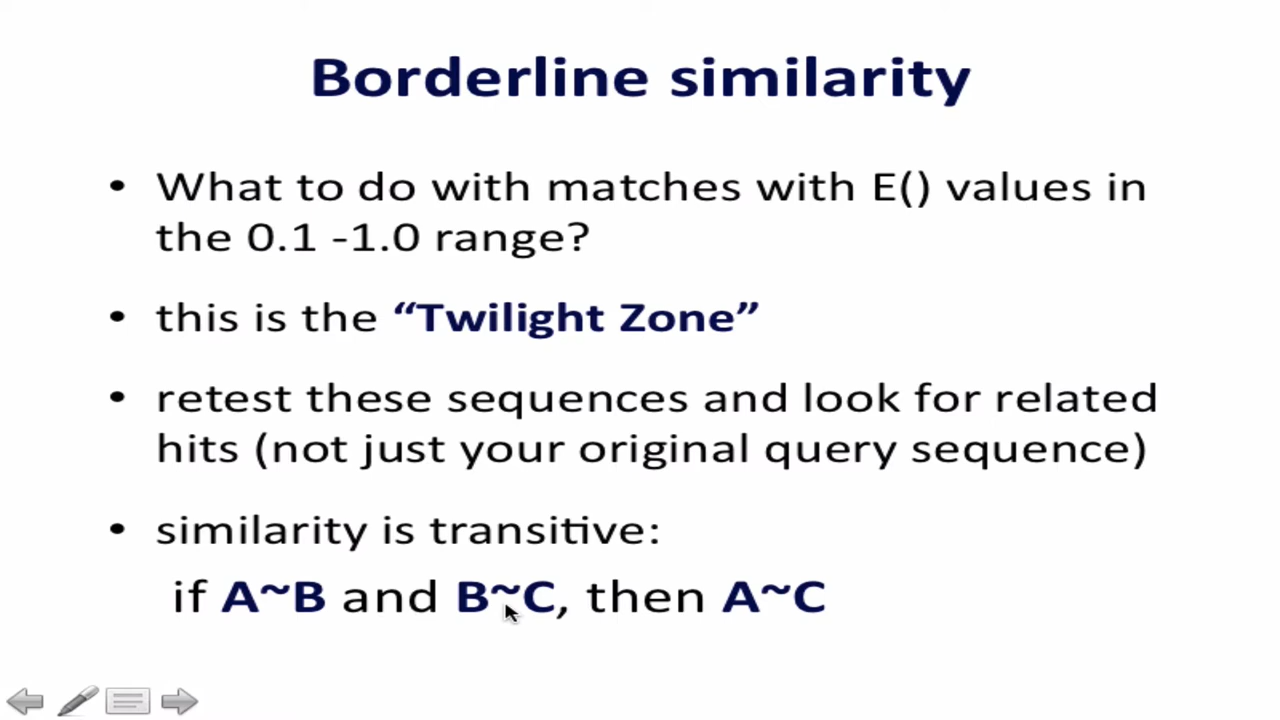 Borderline similarity
• What to do with matches with E() values in
the 0.1 -1.0 range?
• this is the “Twilight Zone”
• retest these sequences and look for related
hits (not just your original query sequence)
• similarity is transitive:
if A~B and B~C, then A~C